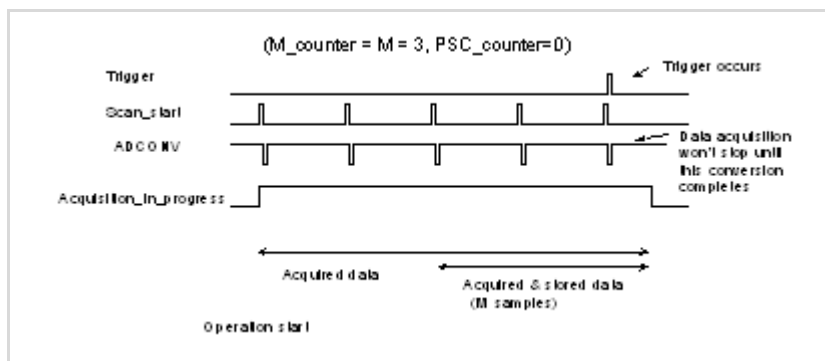 (M_counter = M = 3, PSC_counter=0)
Trigger
Trigger occurs
Scan_start
ADCONV
Data acquisition
won't stop until
this conversion
completes
Acquisition_in_progress
Acquired data
Acquired & stored data
(M samples)
Operation start